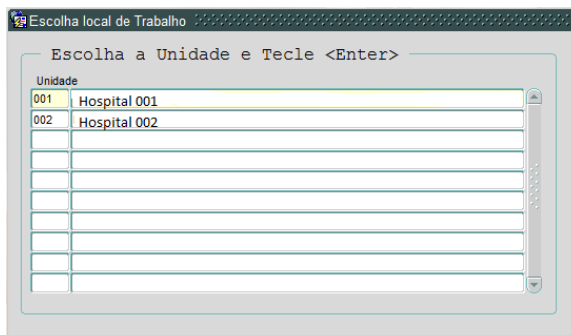 Escolha local de Trabalho
Escolha a Unidade e Tecle <Enter>
Unidade
001 Hospital 001
002 Hospital 002